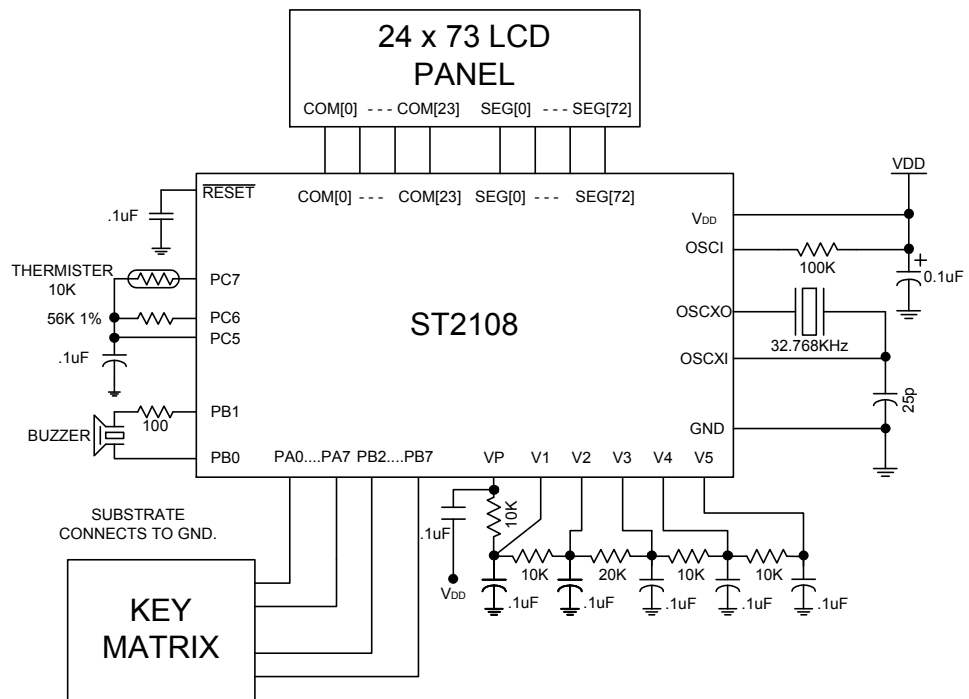 24 x 73 LCD
PANEL
COM[0] - - - COM[23] SEG[0] - - - SEG[72]
COM[0] - - - COM[23] SEG[0] - - - SEG[72]
RESET
.1uF
THERMISTER
10K
PC7
56K 1%
PC6
PC5
.1uF
ST2108
VDD
VDD
OSCI
100K
0.1uF
+
OSCXO
32.768KHz
OSCXI
25p
GND
PB1
100
BUZZER
PB0
PA0....PA7 PB2....PB7 VP V1 V2 V3 V4 V5
SUBSTRATE
CONNECTS TO GND.
.1uF
10K
VDD
10K 20K 10K 10K
.1uF .1uF .1uF .1uF .1uF
KEY
MATRIX